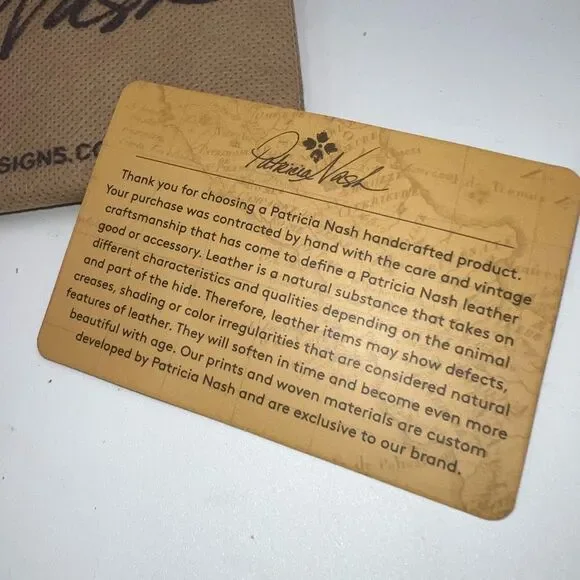 Nash
SIGNS.CO
Patricia Nash
Thank you for choosing a Patricia Nash handcrafted product.
Your purchase was contracted by hand with the care and vintage
craftsmanship that has come to define a Patricia Nash leather
good or accessory. Leather is a natural substance that takes on
different characteristics and qualities depending on the animal
and part of the hide. Therefore, leather items may show defects,
creases, shading or color irregularities that are considered natural
features of leather. They will soften in time and become even more
beautiful with age. Our prints and woven materials are custom
developed by Patricia Nash and are exclusive to our brand.